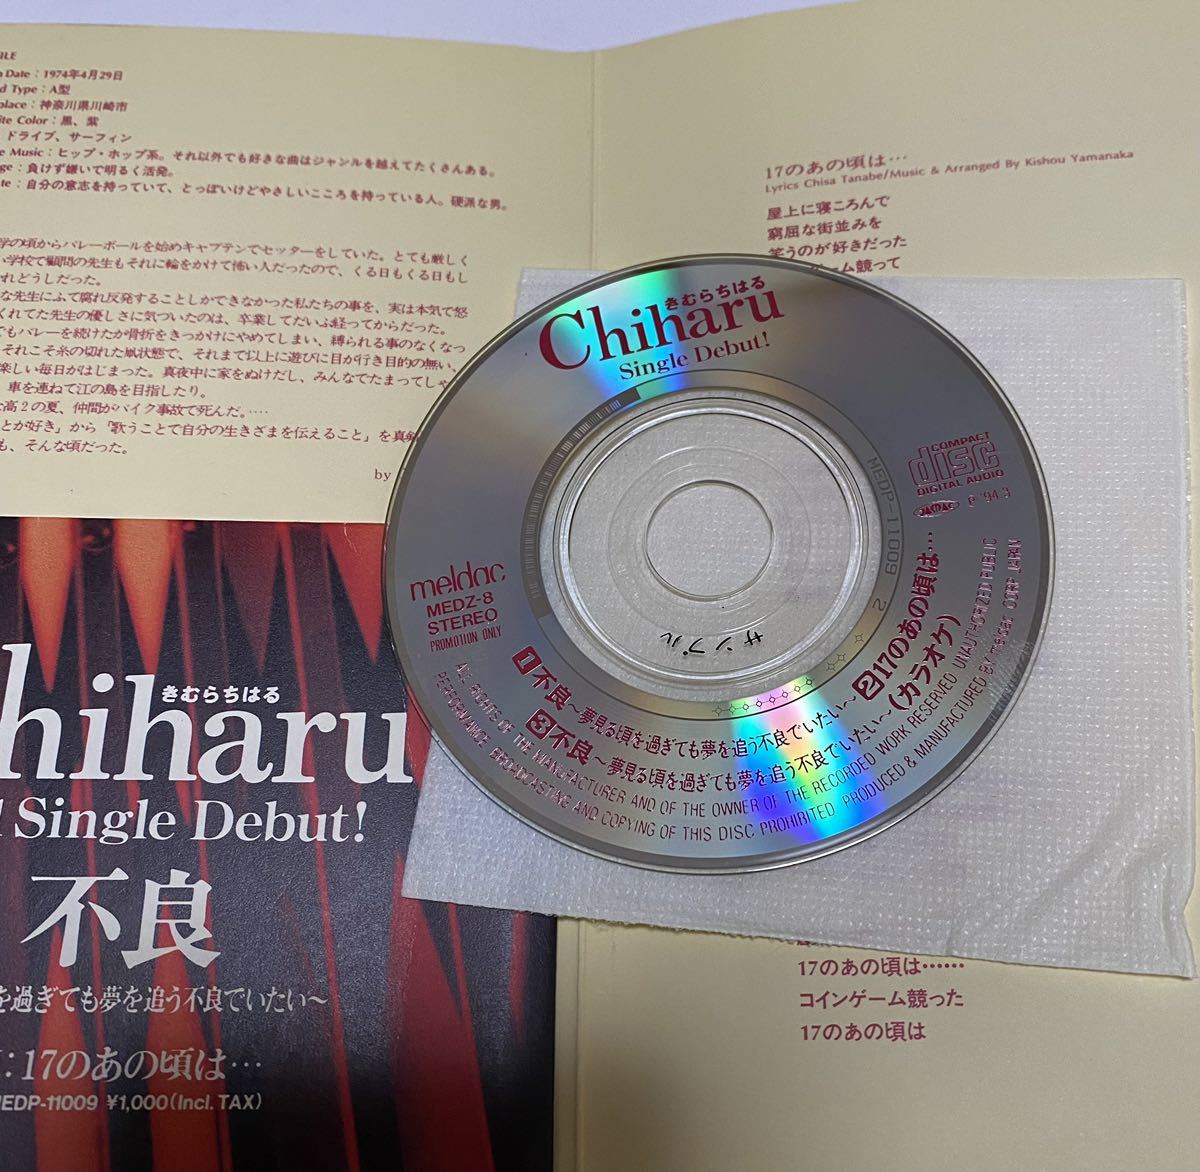 Date：1974年4月29日
Type：A型
place：神奈川県川崎市
Color：黒、紫
ドライブ、サーフィン
Music：ヒップ・ホップ系。それ以外でも好きな曲はジャンルを越えてたくさんある。
：負けず嫌いで明るく活発。
：自分の意志を持っていて、とっぽいけどやさしいこころを持っている人。硬派な男。
学の頃からバレーボールを始めキャプテンでセッターをしていた。とても厳しく
い学校で顧問の先生もそれに輪をかけて怖い人だったので、くる日もくる日もし
れどうしだった。
な先生にふて腐れ反発することしかできなかった私たちの事を、実は本気で怒
くれてた先生の優しさに気づいたのは、卒業してだいぶ経ってからだった。
でもバレーを続けたが骨折をきっかけにやめてしまい、縛られる事のなくなっ
それこそ糸の切れた凧状態で、それまで以上に遊びに目が行き目的の無い、
楽しい毎日がはじまった。真夜中に家をぬけだし、みんなでたまってしゃ
車を連ねて江の島を目指したり。
な高2の夏、仲間がバイク事故で死んだ。‥‥
とが好き」から「歌うことで自分の生きざまを伝えること」を真剣
も、そんな頃だった。
by
17のあの頃は…
Lyrics Chisa Tanabe/Music & Arranged By Kishou Yamanaka
屋上に寝ころんで
窮屈な街並みを
笑うのが好きだった
ーム競って
きむらちはる
Chiharu
Single Debut!
COMPACT
disc
DIGITAL AUDIO
JASRAC
P '94.3
MEDP-11009 2
meldac
MEDZ-8
STEREO
PROMOTION ONLY
サンプル
1不良〜夢見る頃を過ぎても夢を追う不良でいたい〜 2 17のあの頃は…
3不良〜夢見る頃を過ぎても夢を追う不良でいたい〜(カラオケ)
ALL RIGHTS OF THE MANUFACTURER AND OF THE OWNER OF THE RECORDED WORK RESERVED UNAUTHORIZED PUBLIC
PERFORMANCE BROADCASTING AND COPYING OF THIS DISC PROHIBITED PRODUCED & MANUFACTURED BY meldac CORP. JAPAN
きむらちはる
hiharu
Single Debut!
不良
を過ぎても夢を追う不良でいたい〜
：17のあの頃は…
MEDP-11009 ¥1,000(Incl. TAX)
17のあの頃は……
コインゲーム競った
17のあの頃は